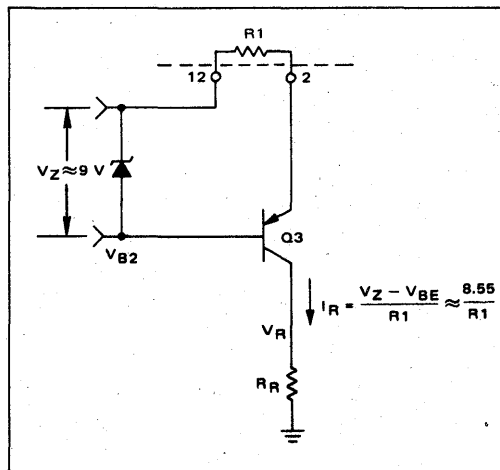 R1
12
2
VZ ≈ 9 V
VB2
Q3
IR = VZ – VBE / R1 ≈ 8.55 / R1
VR
RR